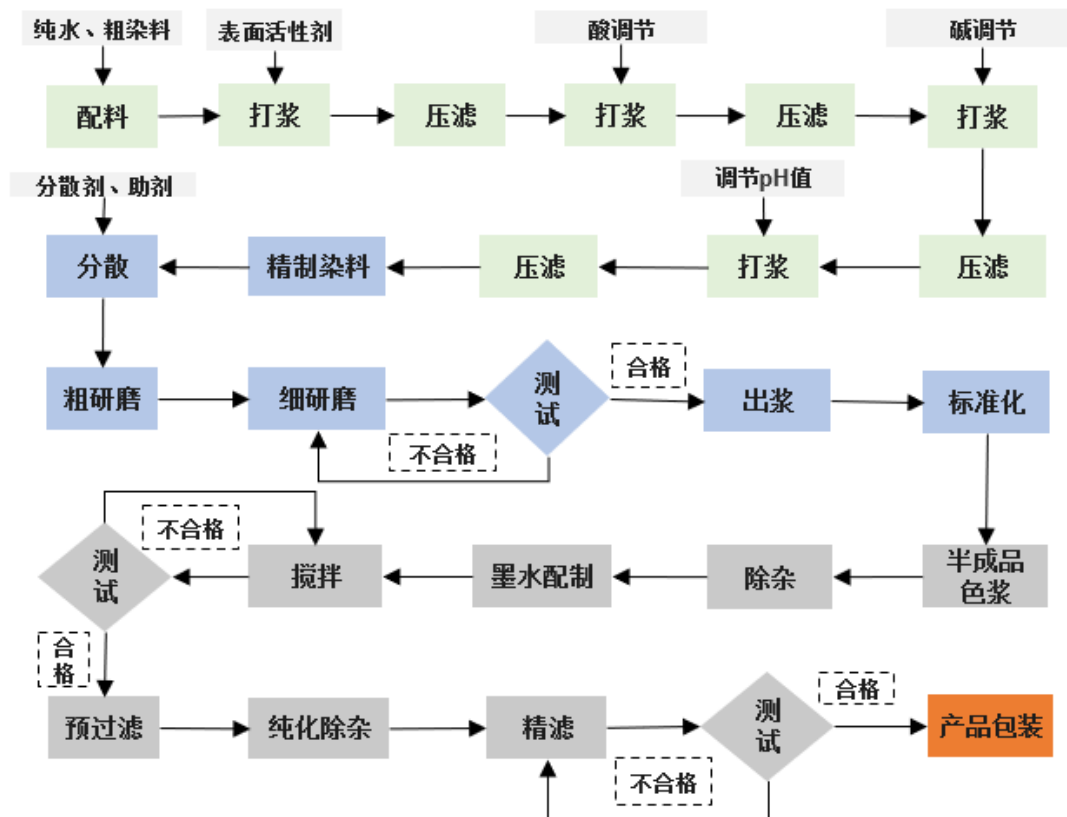 纯水、粗染料
表面活性剂
酸调节
碱调节
配料
打浆
压滤
打浆
压滤
打浆
分散剂、助剂
调节pH值
分散
精制染料
压滤
打浆
压滤
粗研磨
细研磨
测
试
合格
出浆
标准化
不合格
不合格
测
试
搅拌
墨水配制
除杂
半成品
色浆
合
格
预过滤
纯化除杂
精滤
测
试
合格
产品包装
不合格